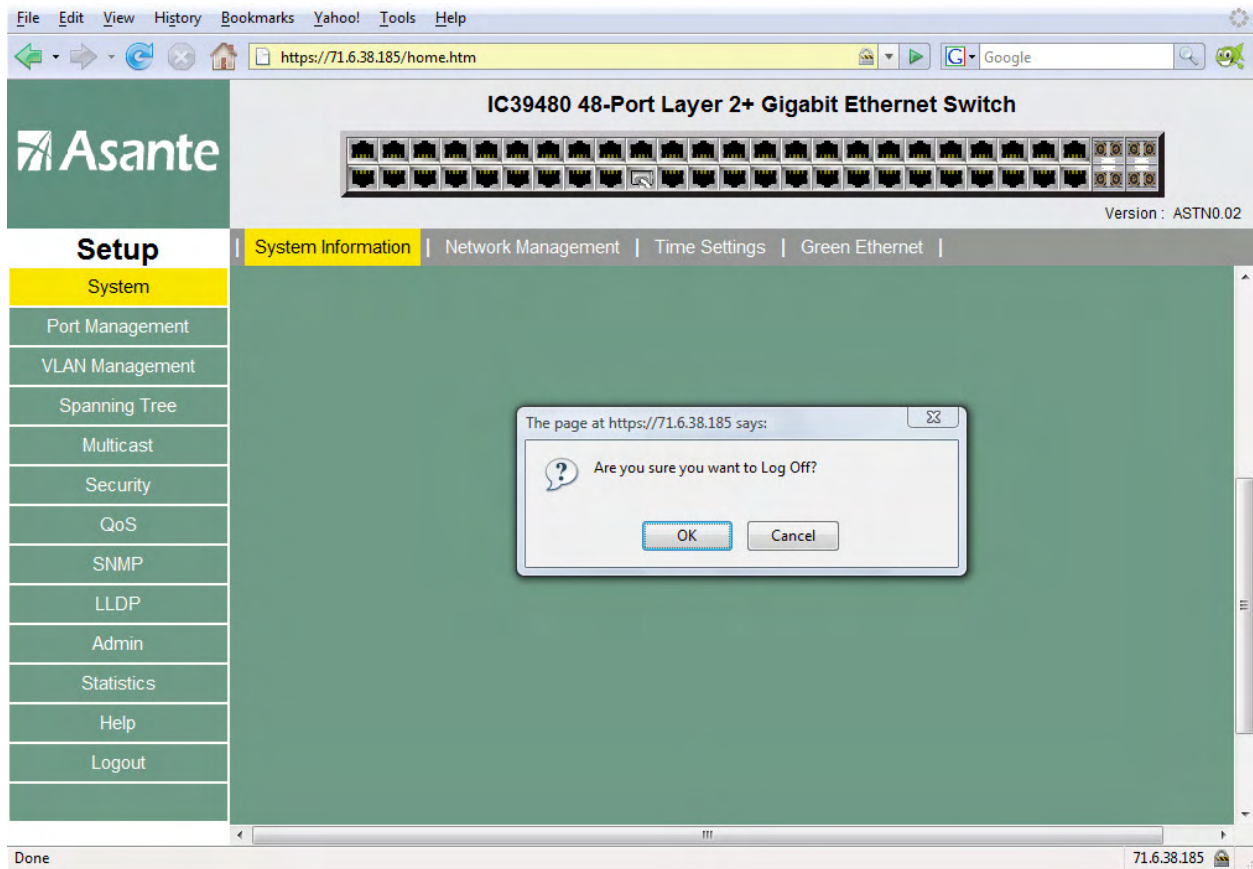 File Edit View History Bookmarks Yahoo! Tools Help
https://71.6.38.185/home.htm
G Google
Asante
IC39480 48-Port Layer 2+ Gigabit Ethernet Switch
Version : ASTN0.02
Setup
| System Information | Network Management | Time Settings | Green Ethernet |
System
Port Management
VLAN Management
Spanning Tree
Multicast
Security
QoS
SNMP
LLDP
Admin
Statistics
Help
Logout
The page at https://71.6.38.185 says:
Are you sure you want to Log Off?
OK Cancel
Done 71.6.38.185